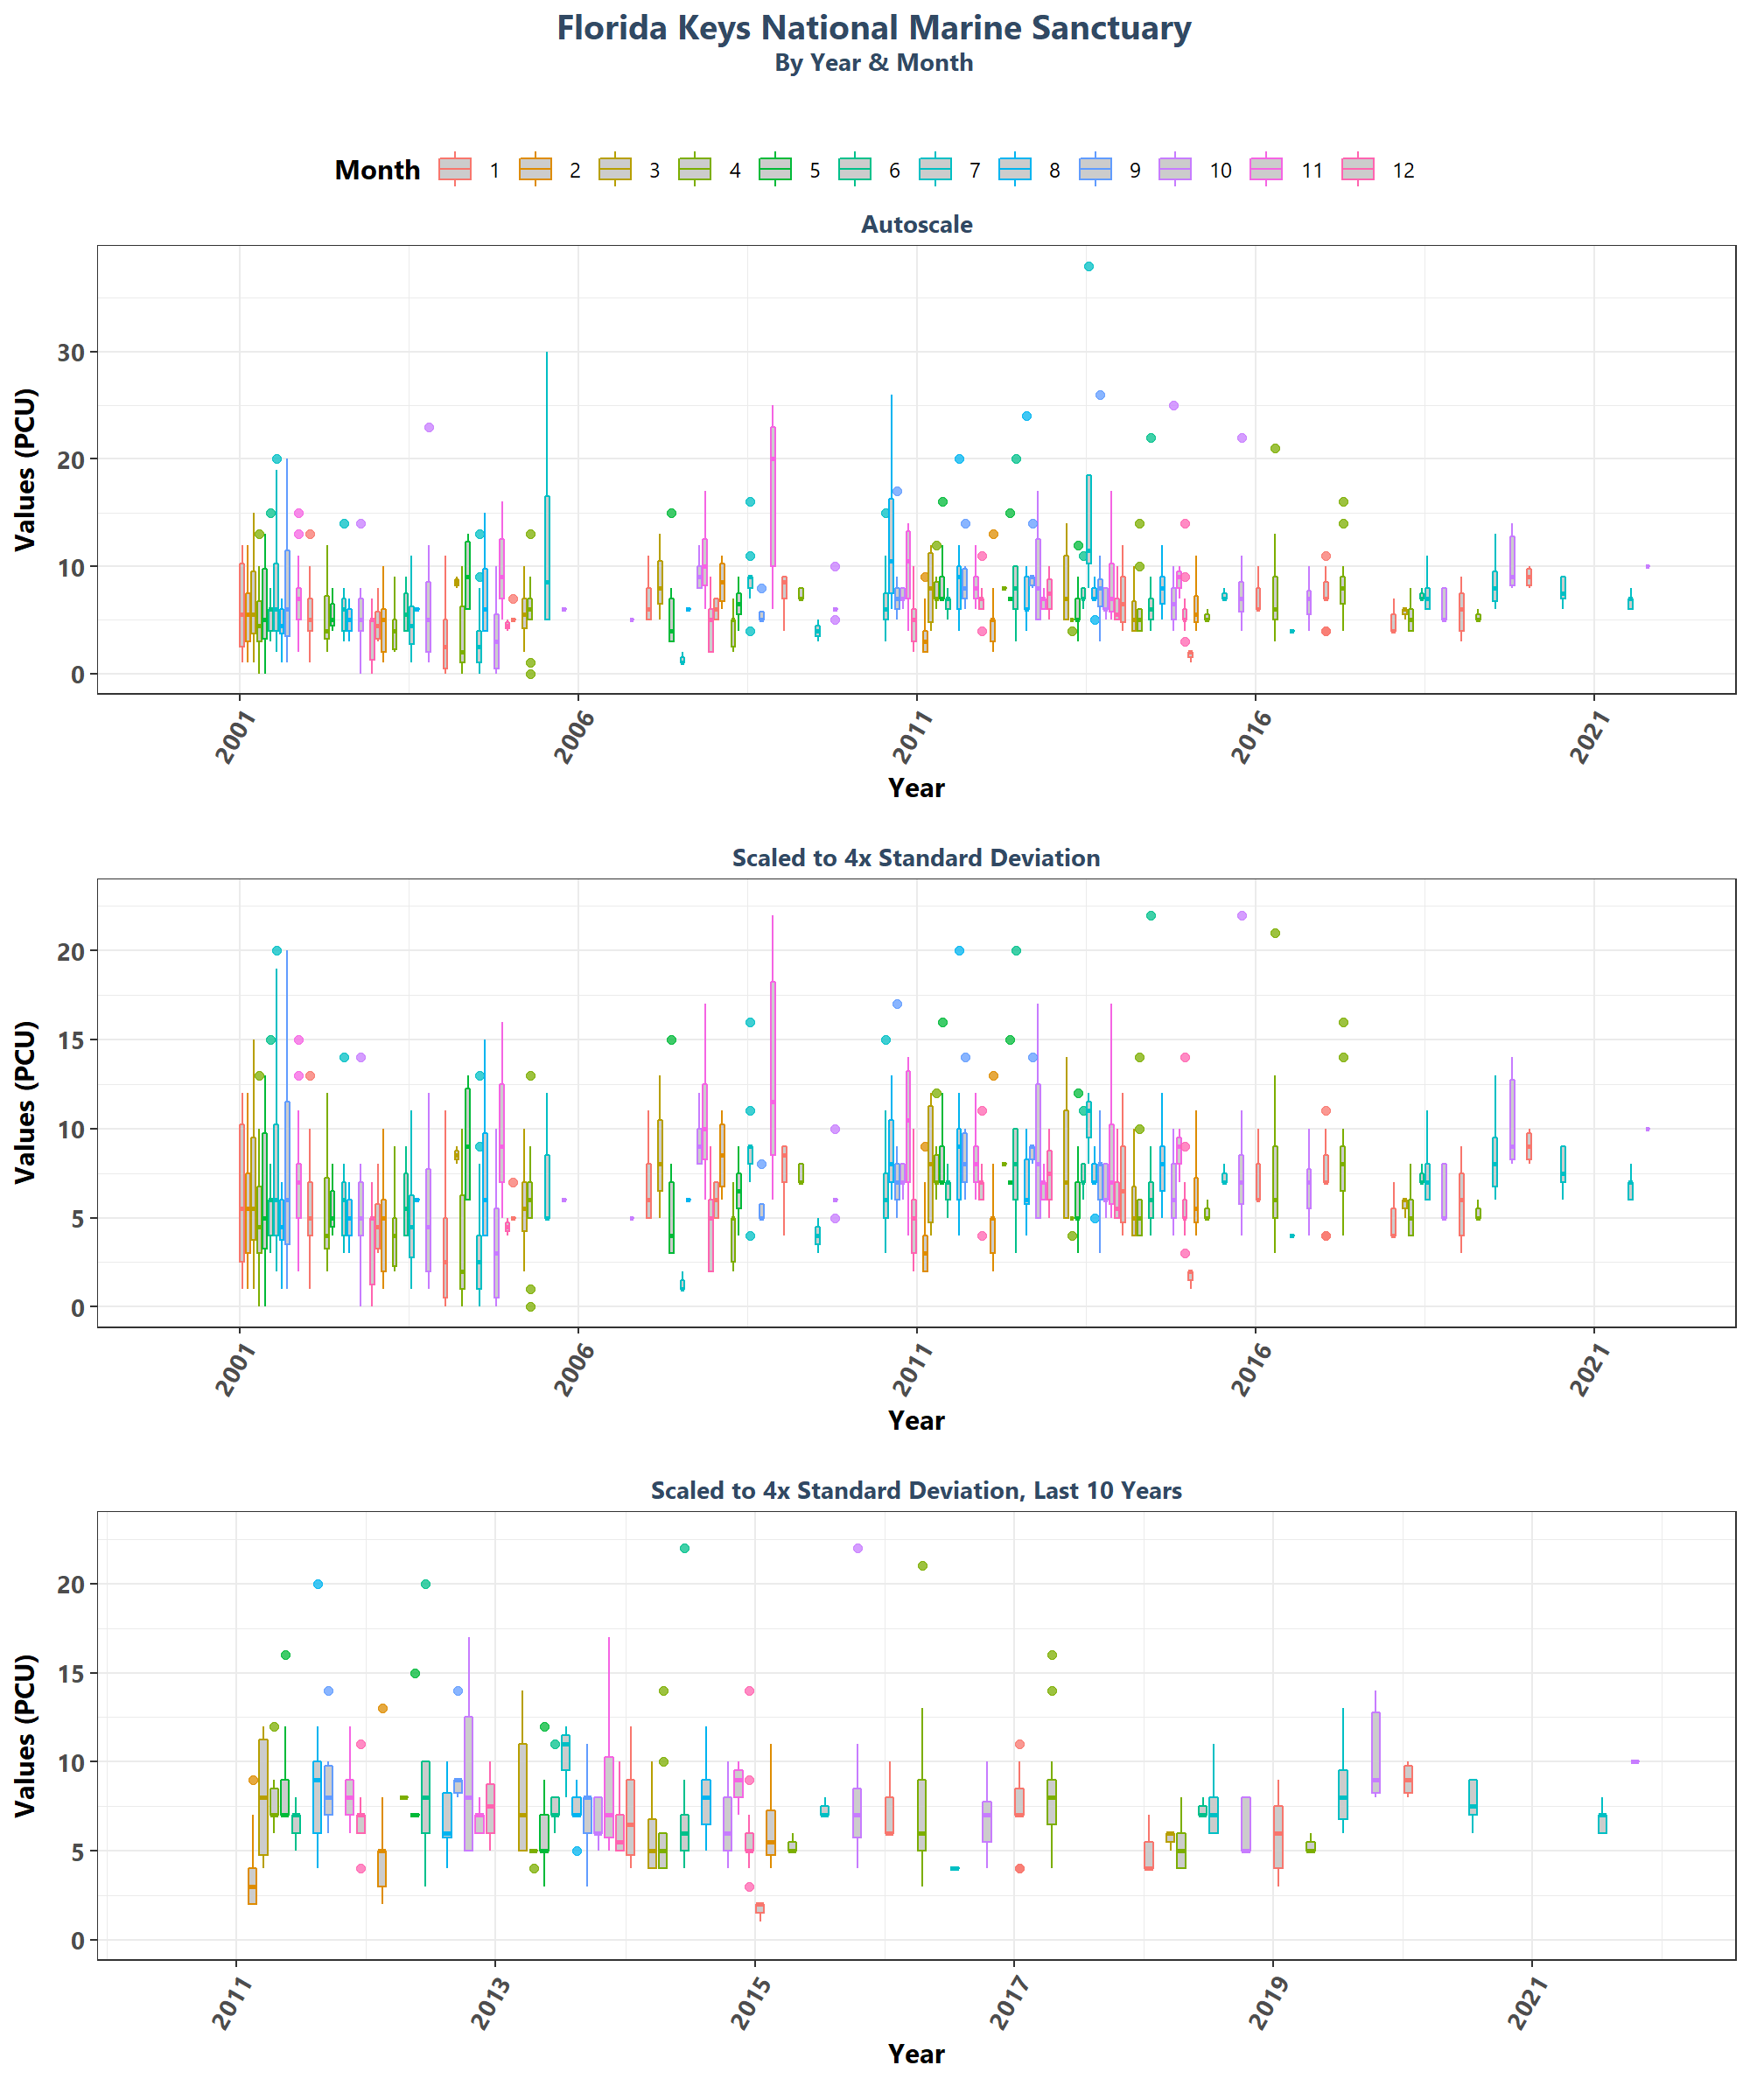 Florida Keys National Marine Sanctuary
By Year & Month
Month 1 2 3 4 5 6 7 8 9 10 11 12
Autoscale
Values (PCU)
30
20
10
0
2001 2006 2011 2016 2021
Year
Scaled to 4x Standard Deviation
Values (PCU)
20
15
10
5
0
2001 2006 2011 2016 2021
Year
Scaled to 4x Standard Deviation, Last 10 Years
Values (PCU)
20
15
10
5
0
2011 2013 2015 2017 2019 2021
Year